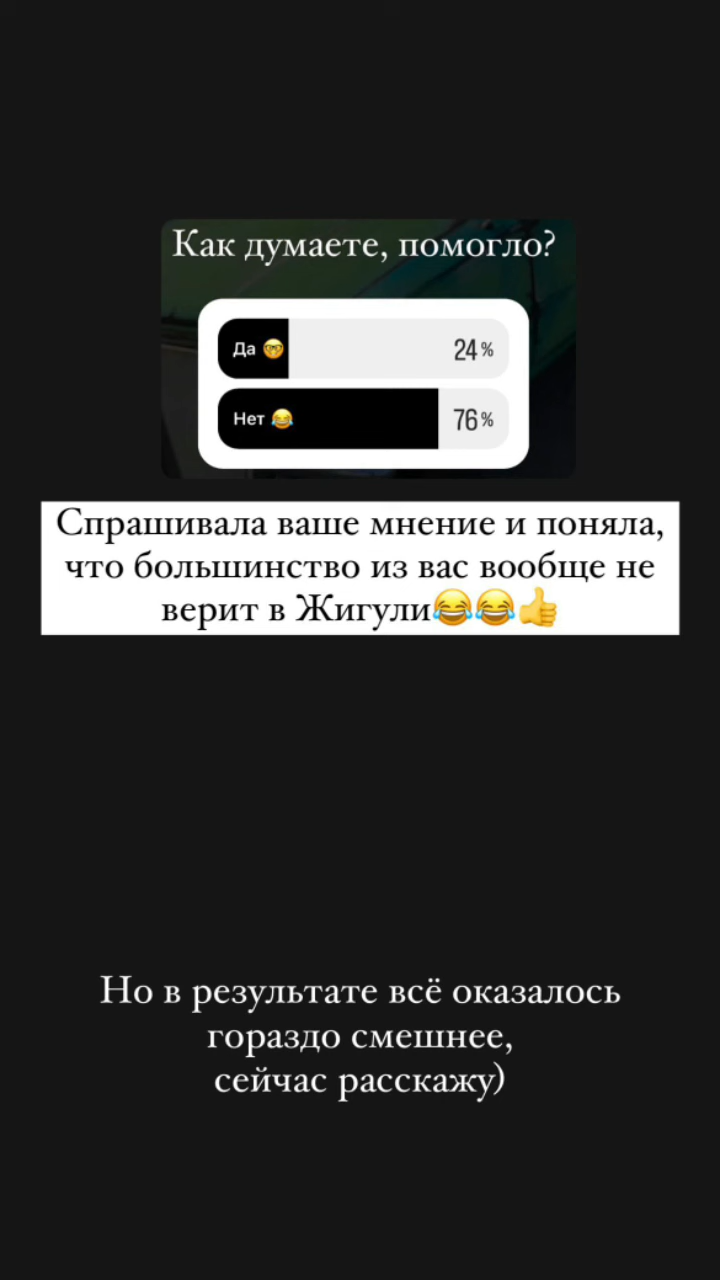 Как думаете, помогло?
Да 🤓 24%
Нет 😂 76%
Спрашивала ваше мнение и поняла,
что большинство из вас вообще не
верит в Жигули😂😂👍
Но в результате всё оказалось
гораздо смешнее,
сейчас расскажу)